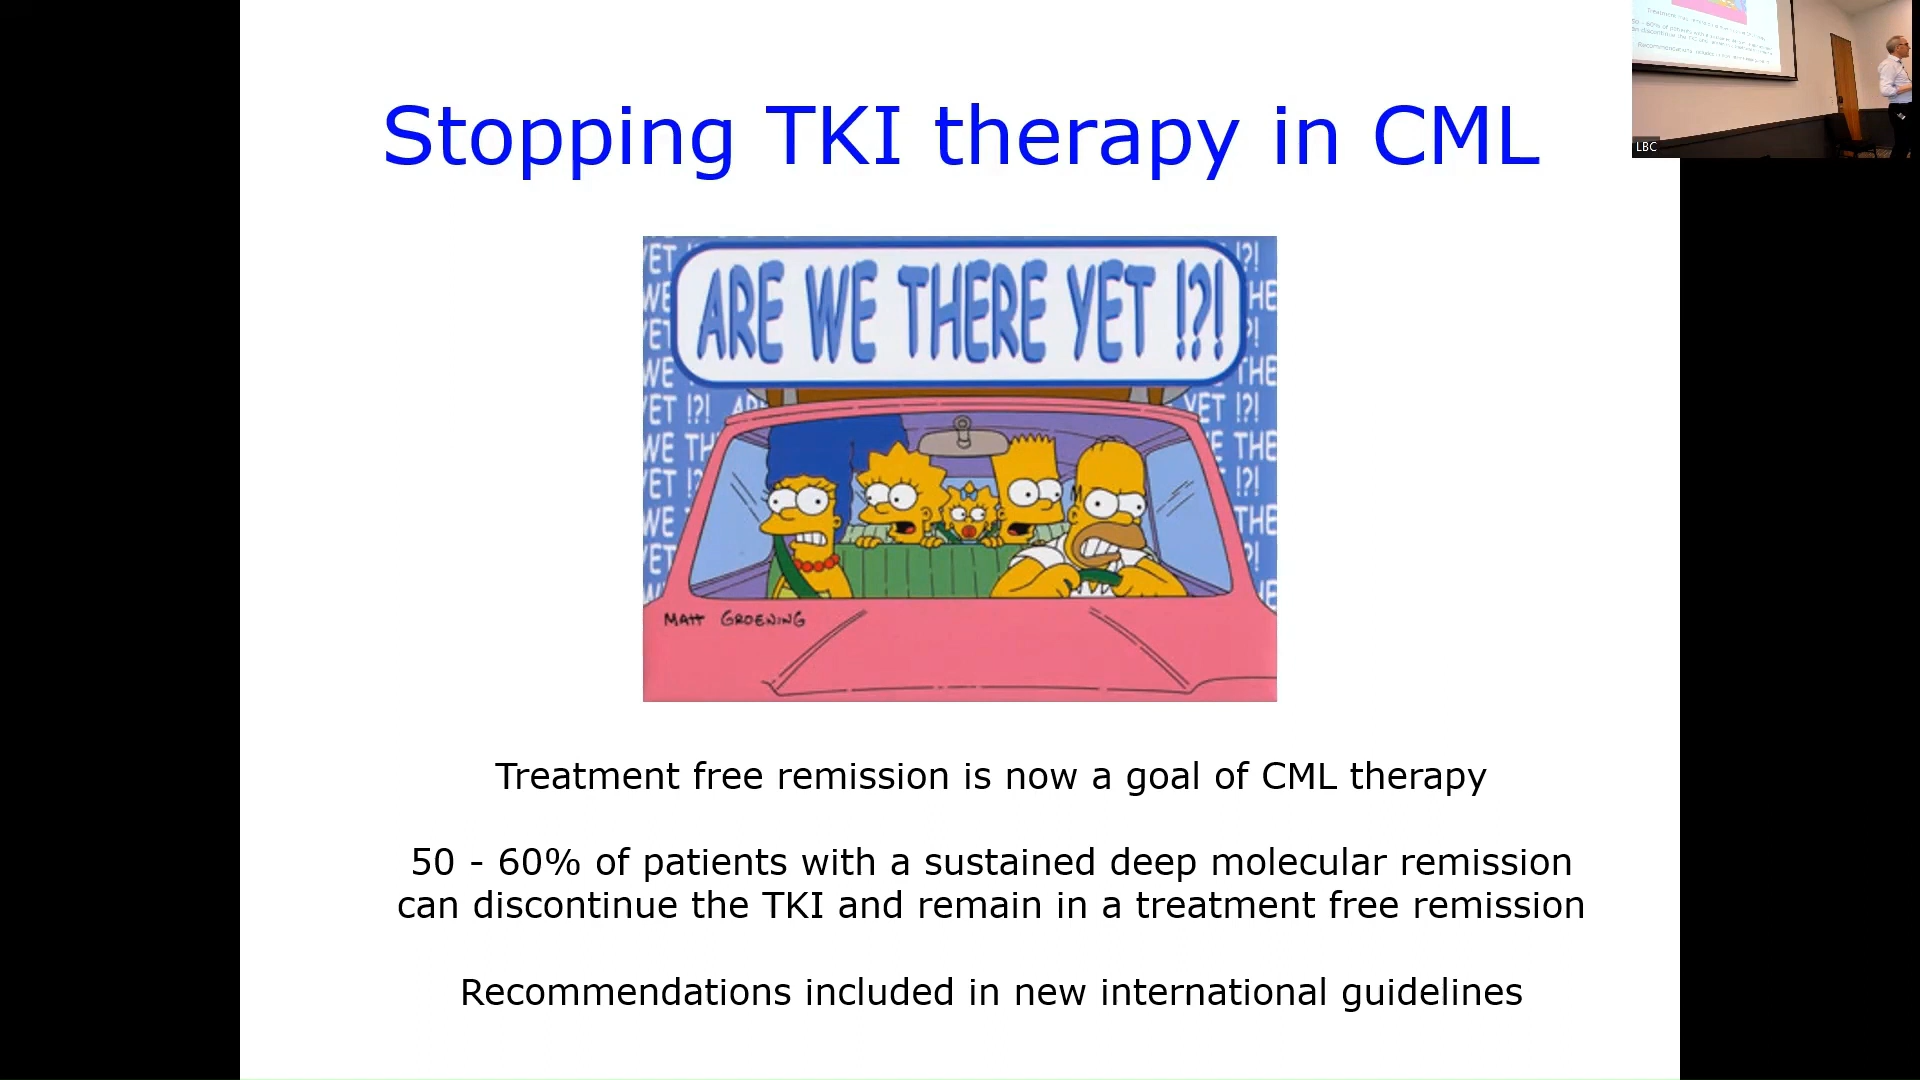 Stopping TKI therapy in CML
ARE WE THERE YET !?!
MATT GROENING
Treatment free remission is now a goal of CML therapy
50 - 60% of patients with a sustained deep molecular remission
can discontinue the TKI and remain in a treatment free remission
Recommendations included in new international guidelines
LBC